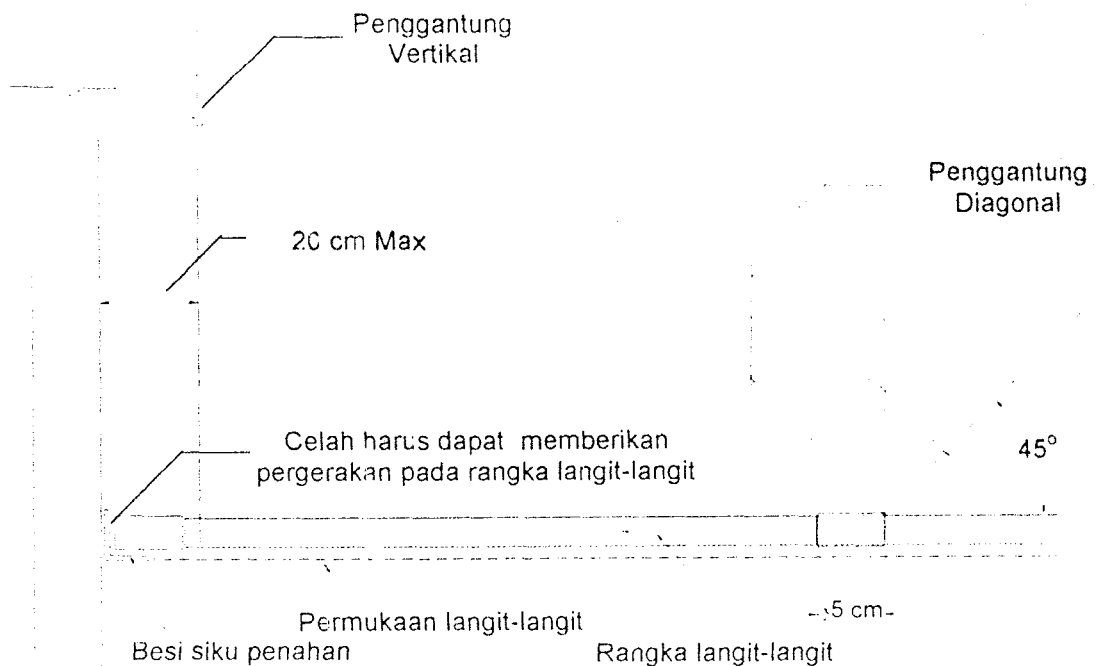 Penggantung
Vertikal
Penggantung
Diagonal
20 cm Max
Celah harus dapat memberikan
pergerakan pada rangka langit-langit
45°
5 cm
Permukaan langit-langit
Besi siku penahan
Rangka langit-langit